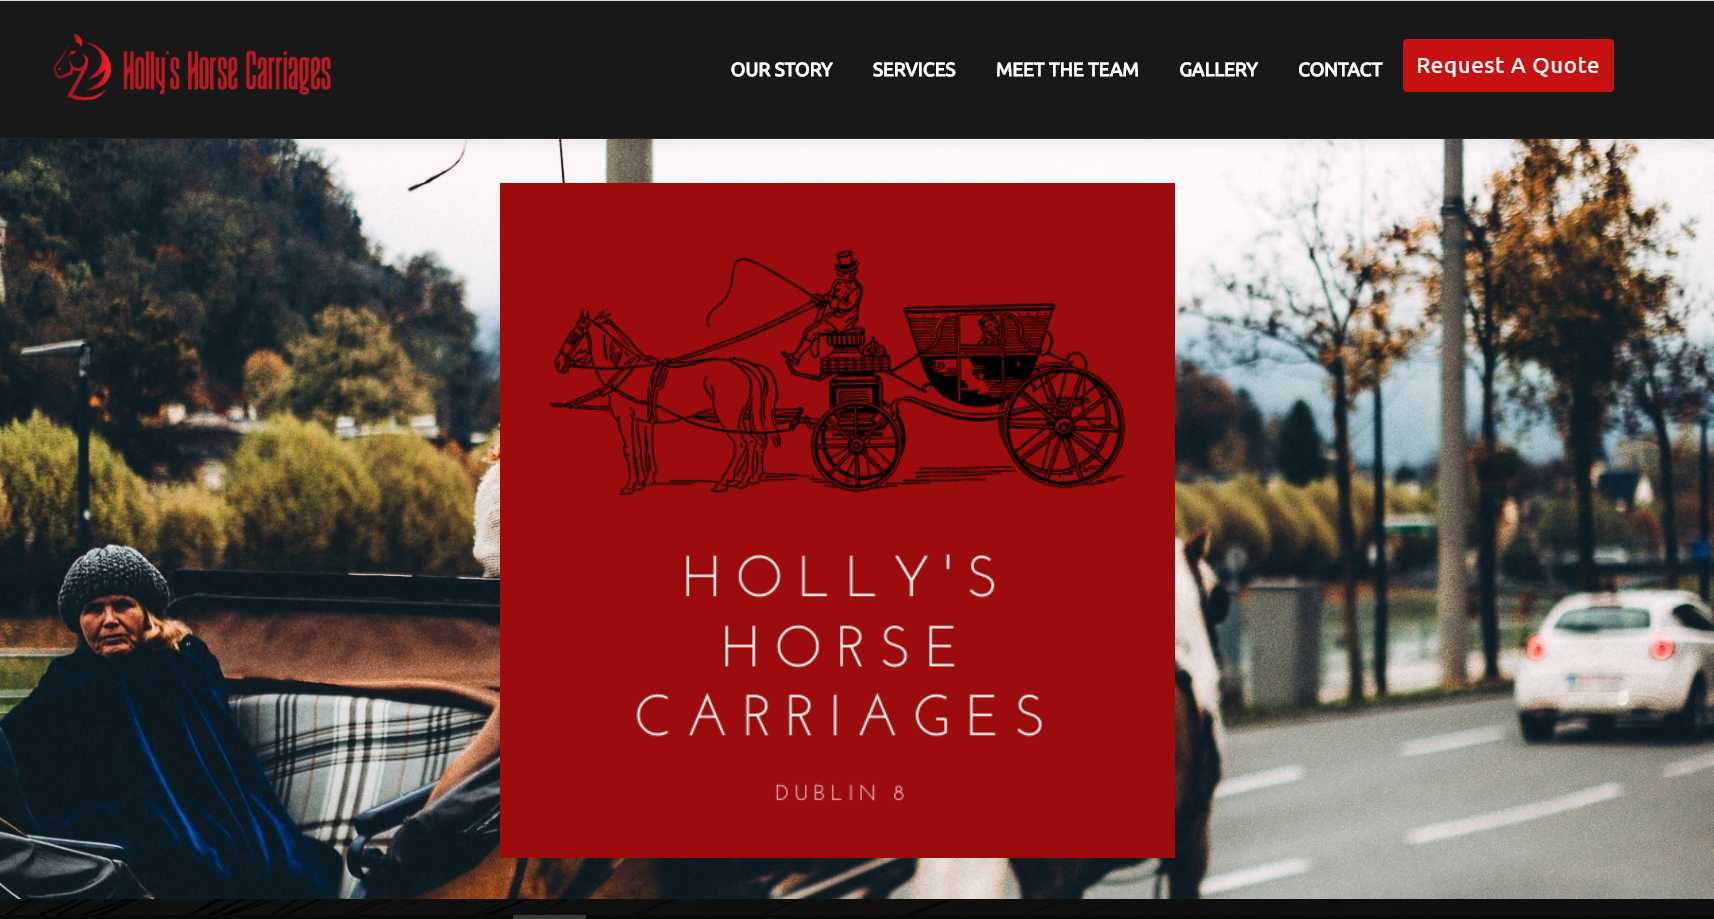 Holly's Horse Carriages
OUR STORY
SERVICES
MEET THE TEAM
GALLERY
CONTACT
Request A Quote
HOLLY'S
HORSE
CARRIAGES
DUBLIN 8